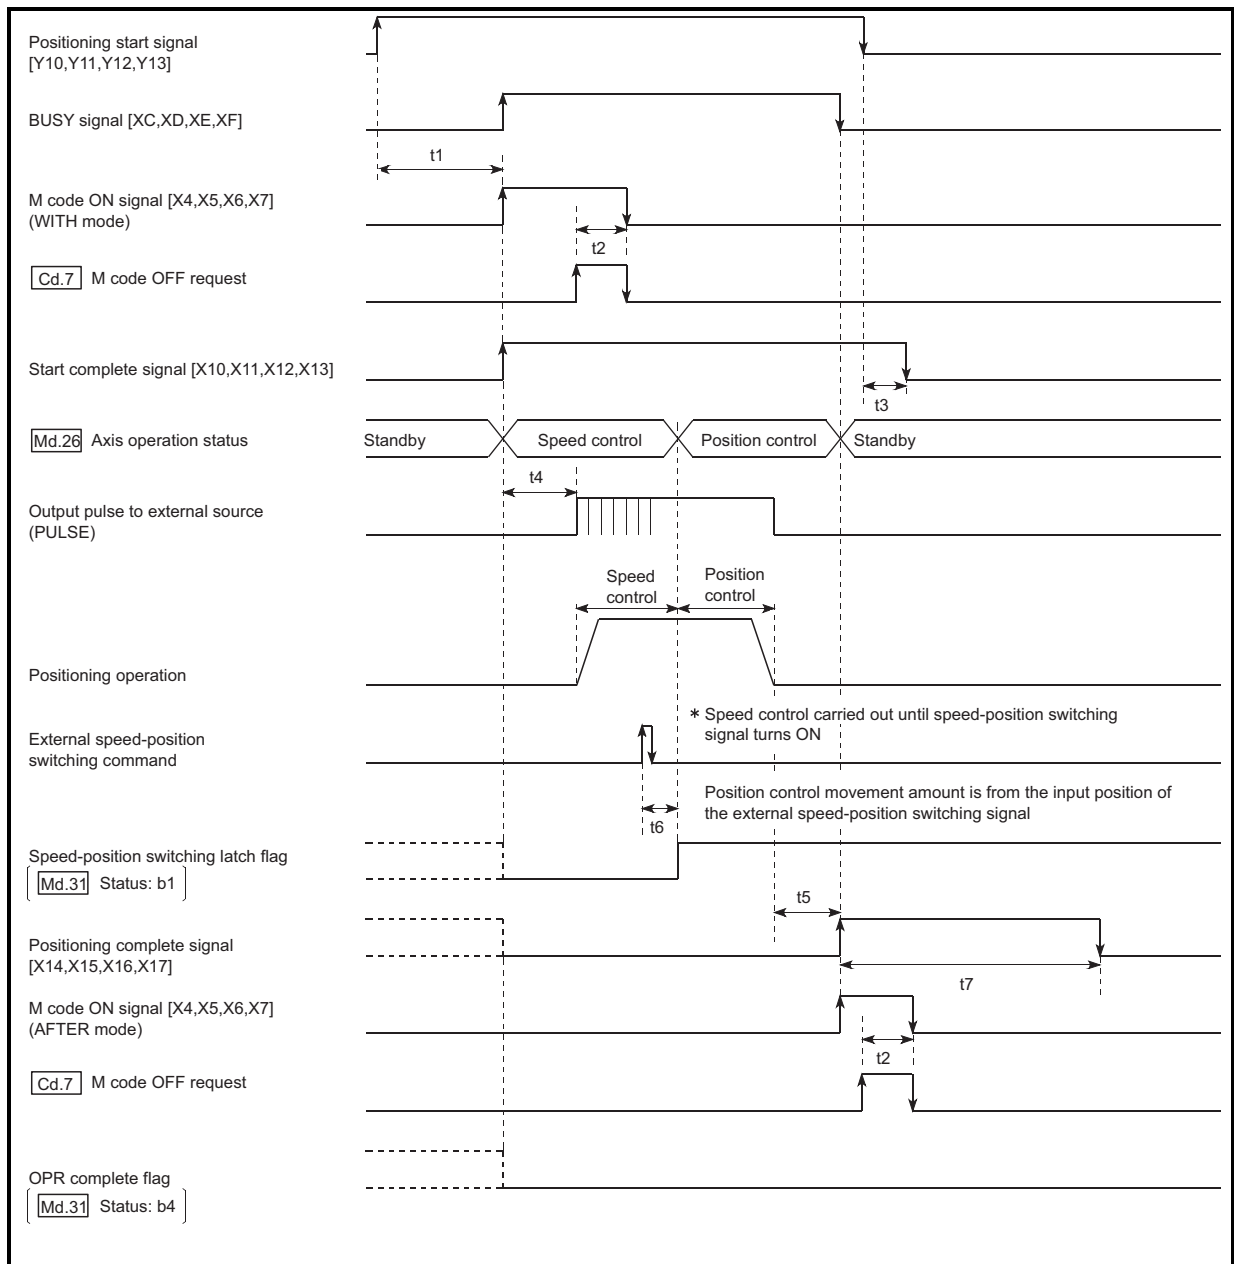 Positioning start signal
[Y10,Y11,Y12,Y13]
BUSY signal [XC,XD,XE,XF]
t1
M code ON signal [X4,X5,X6,X7]
(WITH mode)
t2
Cd.7 M code OFF request
Start complete signal [X10,X11,X12,X13]
t3
Md.26 Axis operation status
Standby
Speed control
Position control
Standby
t4
Output pulse to external source
(PULSE)
Speed
control
Position
control
Positioning operation
* Speed control carried out until speed-position switching
signal turns ON
External speed-position
switching command
Position control movement amount is from the input position of
the external speed-position switching signal
t6
Speed-position switching latch flag
Md.31 Status: b1
t5
Positioning complete signal
[X14,X15,X16,X17]
t7
M code ON signal [X4,X5,X6,X7]
(AFTER mode)
t2
Cd.7 M code OFF request
OPR complete flag
Md.31 Status: b4